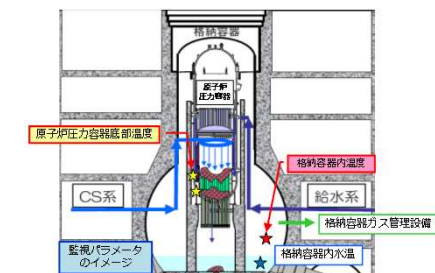 格納容器
原子炉
圧力容器
原子炉圧力容器底部温度
格納容器内温度
CS系
給水系
格納容器ガス管理設備
監視パラメータ
のイメージ
格納容器内水温